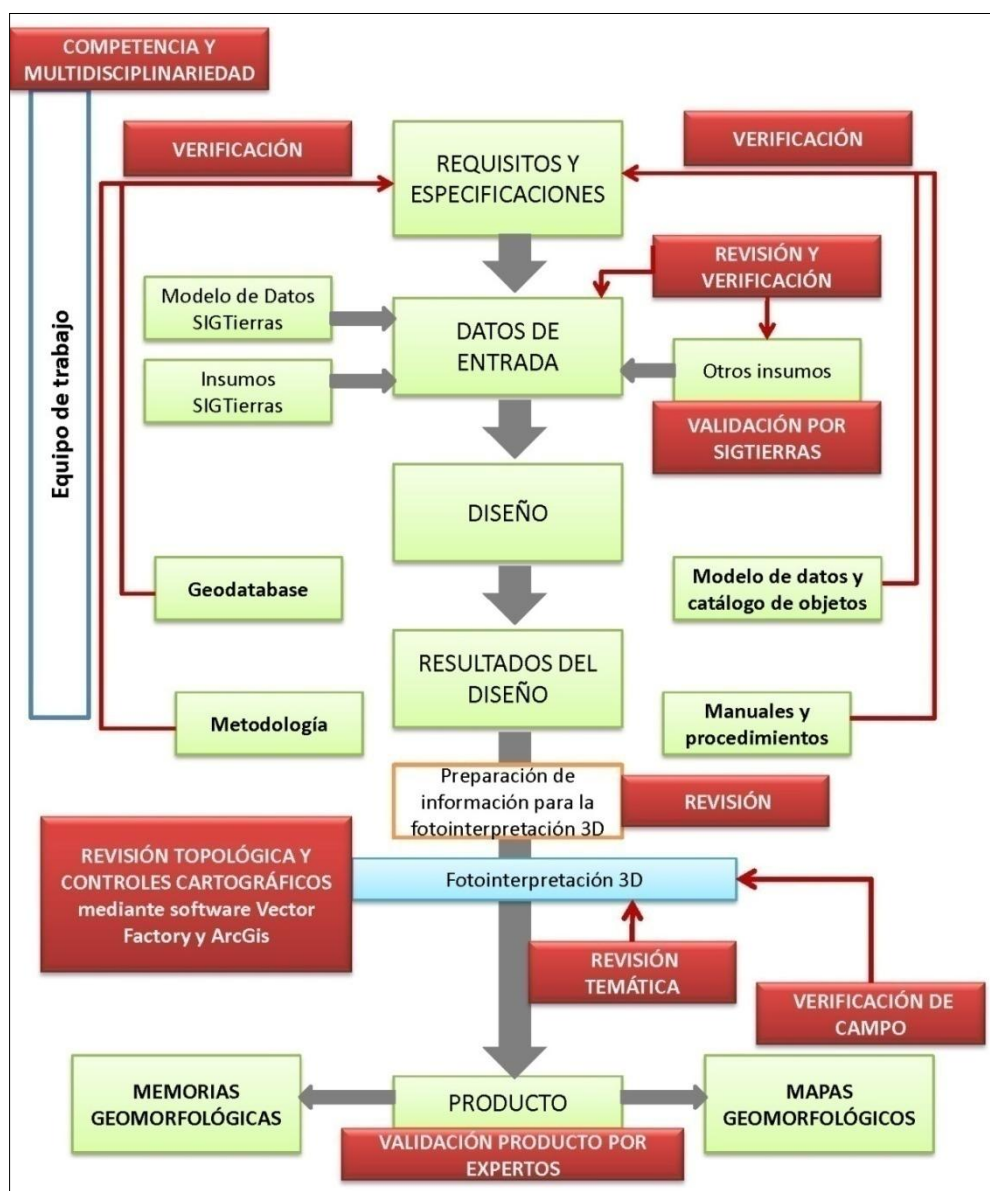 COMPETENCIA Y
MULTIDISCIPLINARIEDAD
Equipo de trabajo
VERIFICACIÓN
REQUISITOS Y
ESPECIFICACIONES
VERIFICACIÓN
REVISIÓN Y
VERIFICACIÓN
Modelo de Datos
SIGTierras
DATOS DE
ENTRADA
Insumos
SIGTierras
Otros insumos
VALIDACIÓN POR
SIGTIERRAS
DISEÑO
Geodatabase
Modelo de datos y
catálogo de objetos
RESULTADOS DEL
DISEÑO
Metodología
Manuales y
procedimientos
Preparación de
información para la
fotointerpretación 3D
REVISIÓN
REVISIÓN TOPOLÓGICA Y
CONTROLES CARTOGRÁFICOS
mediante software Vector
Factory y ArcGis
Fotointerpretación 3D
REVISIÓN
TEMÁTICA
VERIFICACIÓN DE
CAMPO
MEMORIAS
GEOMORFOLÓGICAS
PRODUCTO
VALIDACIÓN PRODUCTO POR
EXPERTOS
MAPAS
GEOMORFOLÓGICOS